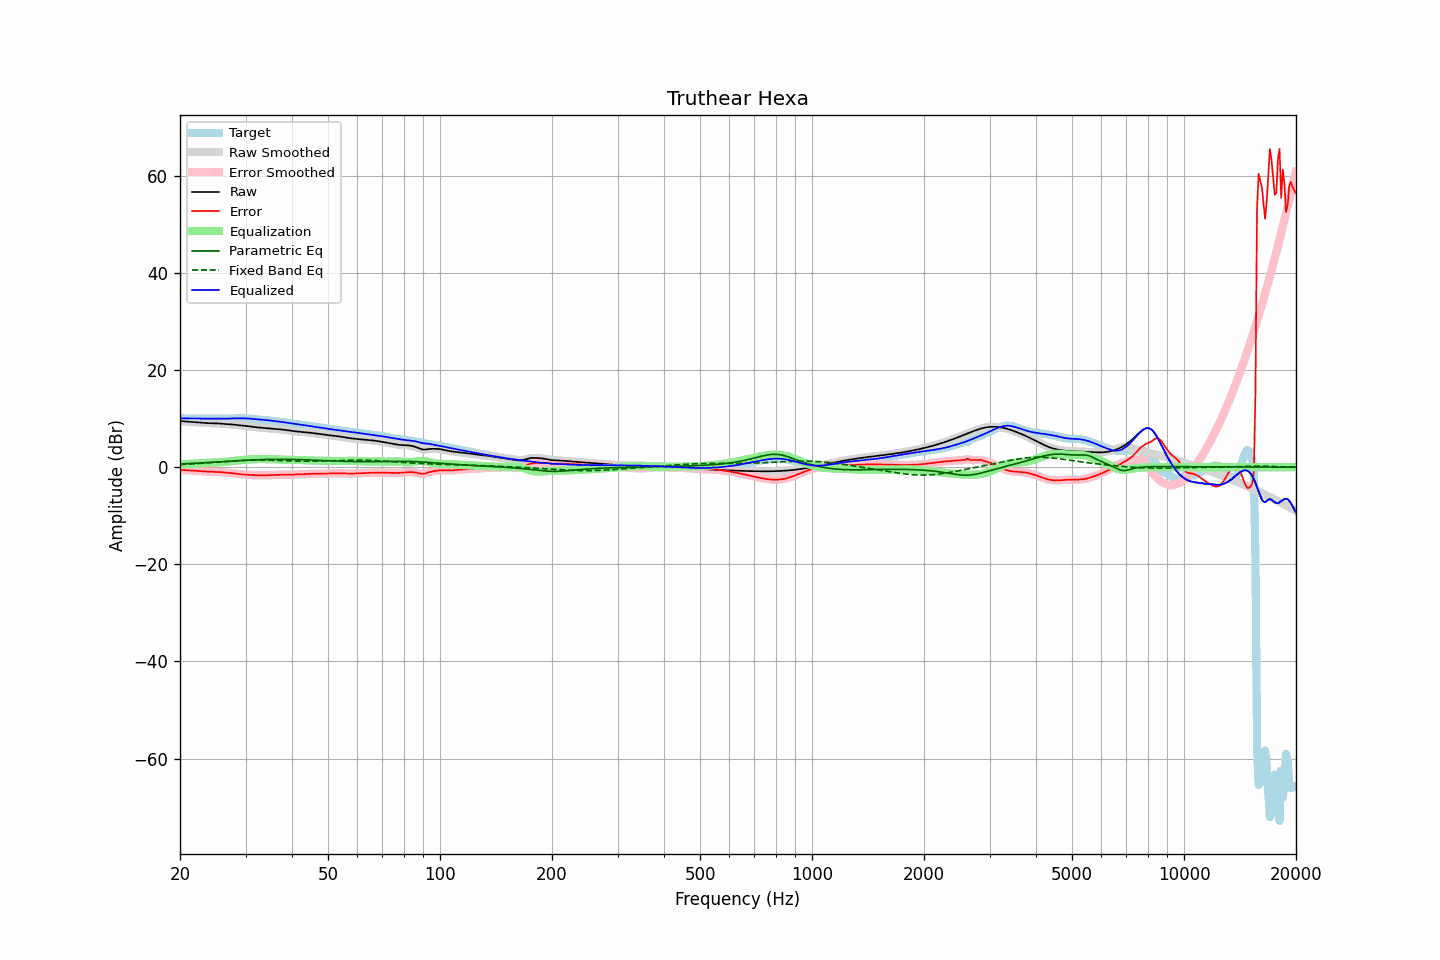 Truthear Hexa
Target
Raw Smoothed
Error Smoothed
Raw
Error
Equalization
Parametric Eq
Fixed Band Eq
Equalized
Amplitude (dBr)
60
40
20
0
−20
−40
−60
20 50 100 200 500 1000 2000 5000 10000 20000
Frequency (Hz)